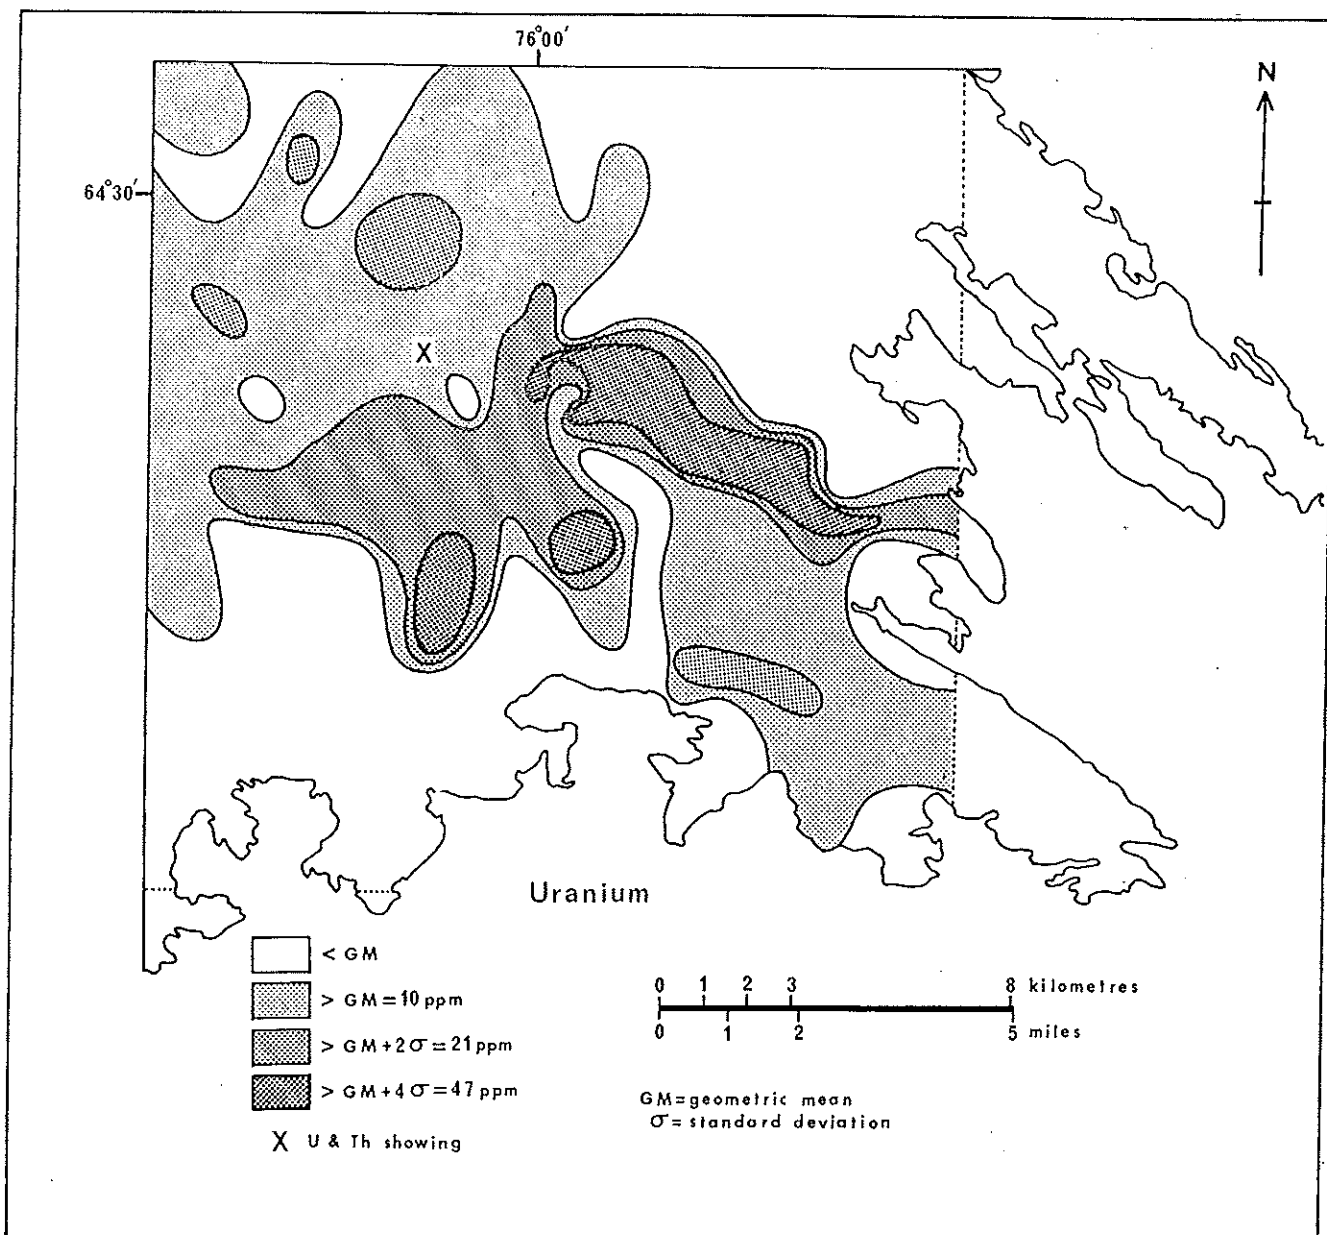 76°00′
N
64°30′
X
Uranium
< GM
> GM = 10 ppm
> GM + 2σ = 21 ppm
> GM + 4σ = 47 ppm
X U & Th showing
0 1 2 3 8 kilometres
0 1 2 5 miles
GM = geometric mean
σ = standard deviation